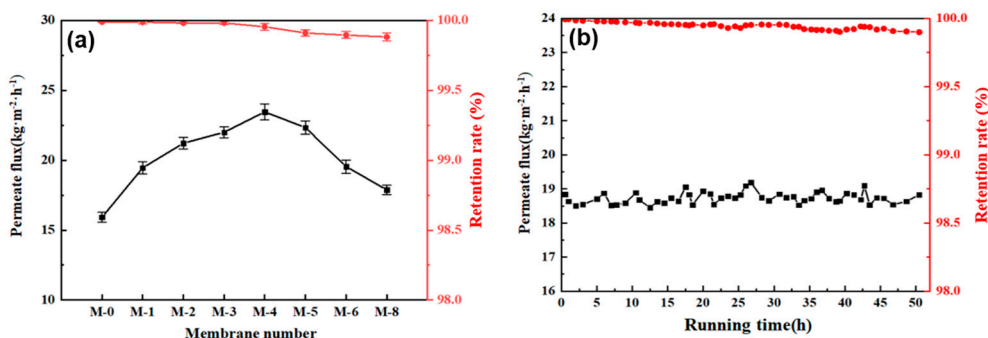 (a)
Permeate flux(kg·m⁻²·h⁻¹)
30
25
20
15
10
100.0
99.5
99.0
98.5
98.0
Retention rate (%)
M-0 M-1 M-2 M-3 M-4 M-5 M-6 M-8
Membrane number
(b)
Permeate flux(kg·m⁻²·h⁻¹)
24
23
22
21
20
19
18
17
16
100.0
99.5
99.0
98.5
98.0
Retention rate (%)
0 5 10 15 20 25 30 35 40 45 50
Running time(h)